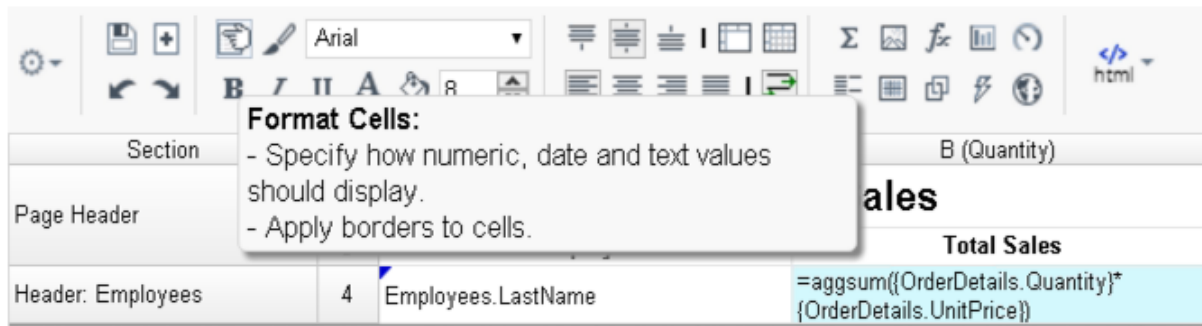 Arial
</>
html
B I U A 8
Format Cells:
- Specify how numeric, date and text values
should display.
- Apply borders to cells.
Section
B (Quantity)
Page Header
ales
Total Sales
Header: Employees
4
Employees.LastName
=aggsum({OrderDetails.Quantity}*
{OrderDetails.UnitPrice})